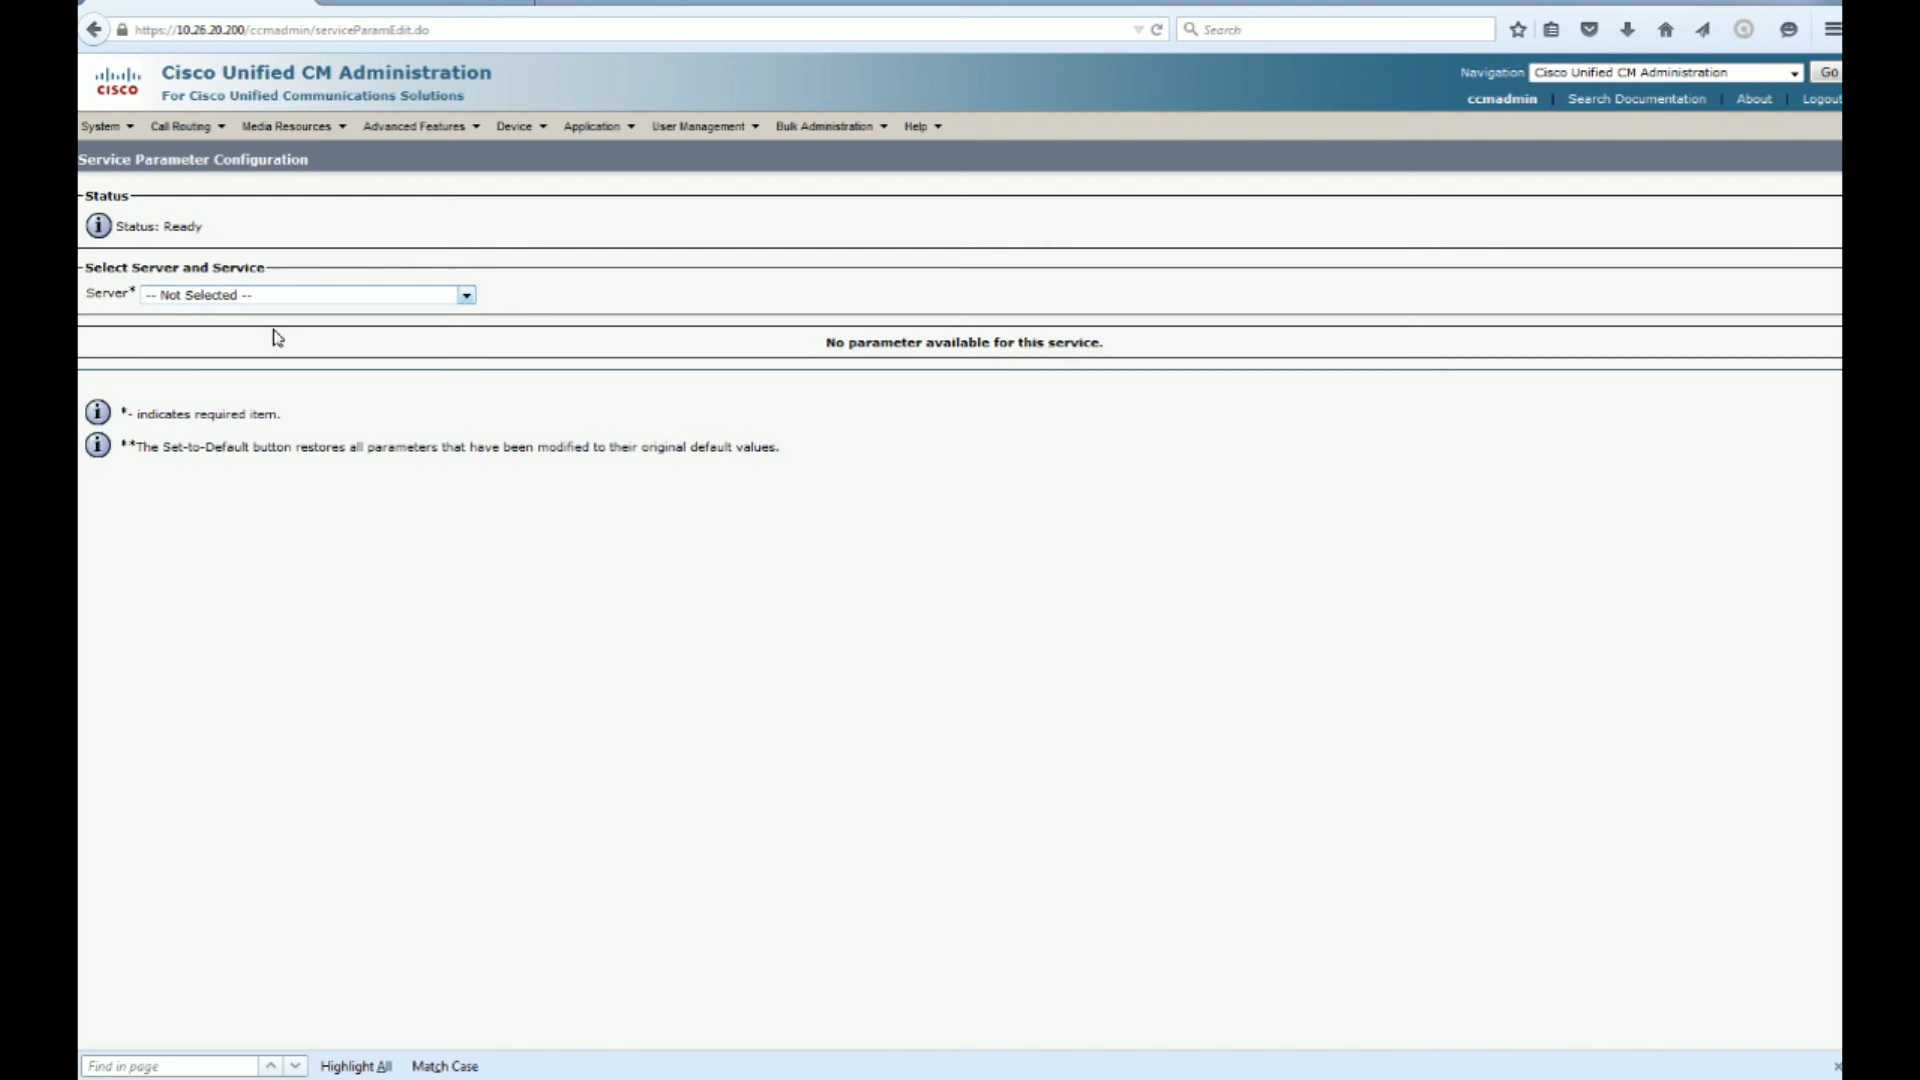 https://10.26.20.200/ccmadmin/serviceParamEdit.do
Search
CISCO
Cisco Unified CM Administration
For Cisco Unified Communications Solutions
Navigation Cisco Unified CM Administration Go
ccmadmin | Search Documentation | About | Logout
System Call Routing Media Resources Advanced Features Device Application User Management Bulk Administration Help
Service Parameter Configuration
Status
Status: Ready
Select Server and Service
Server* -- Not Selected --
No parameter available for this service.
*- indicates required item.
**The Set-to-Default button restores all parameters that have been modified to their original default values.
Find in page Highlight All Match Case